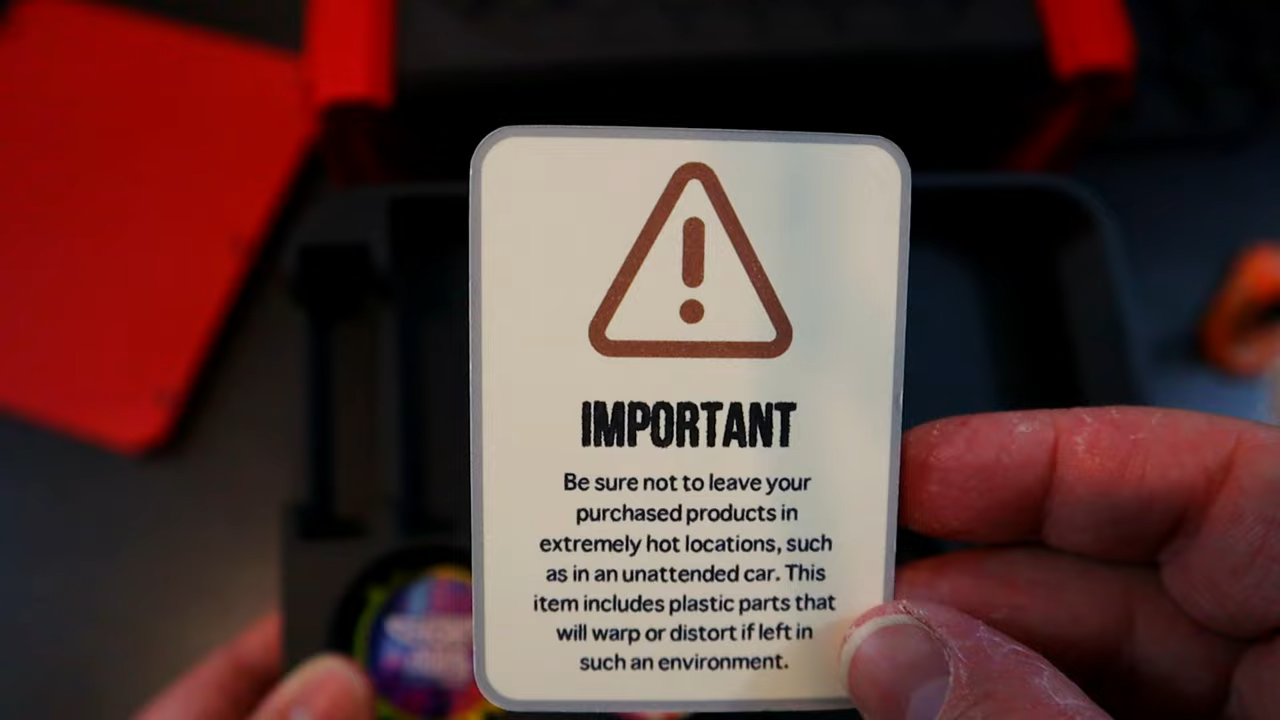 IMPORTANT
Be sure not to leave your
purchased products in
extremely hot locations, such
as in an unattended car. This
item includes plastic parts that
will warp or distort if left in
such an environment.